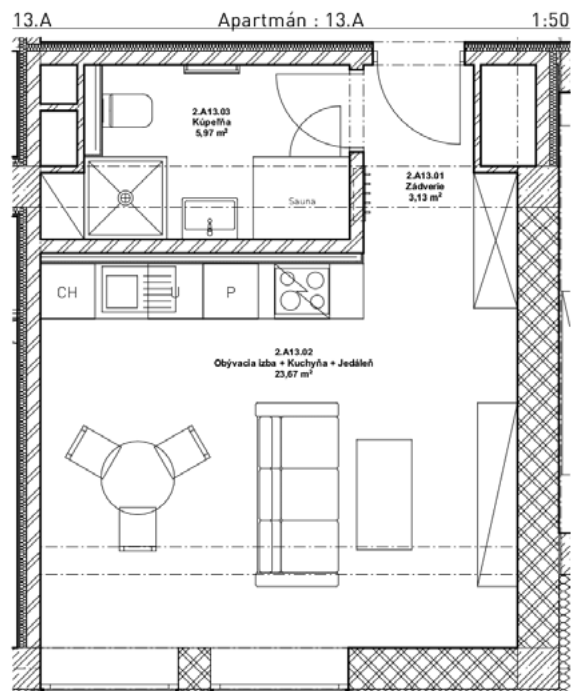 13.A
Apartmán : 13.A
1:50
2.A13.03
Kúpeľňa
5,97 m²
2.A13.01
Zádverie
3,13 m²
Sauna
CH
U
P
2.A13.02
Obývacia izba + Kuchyňa + Jedáleň
23,67 m²